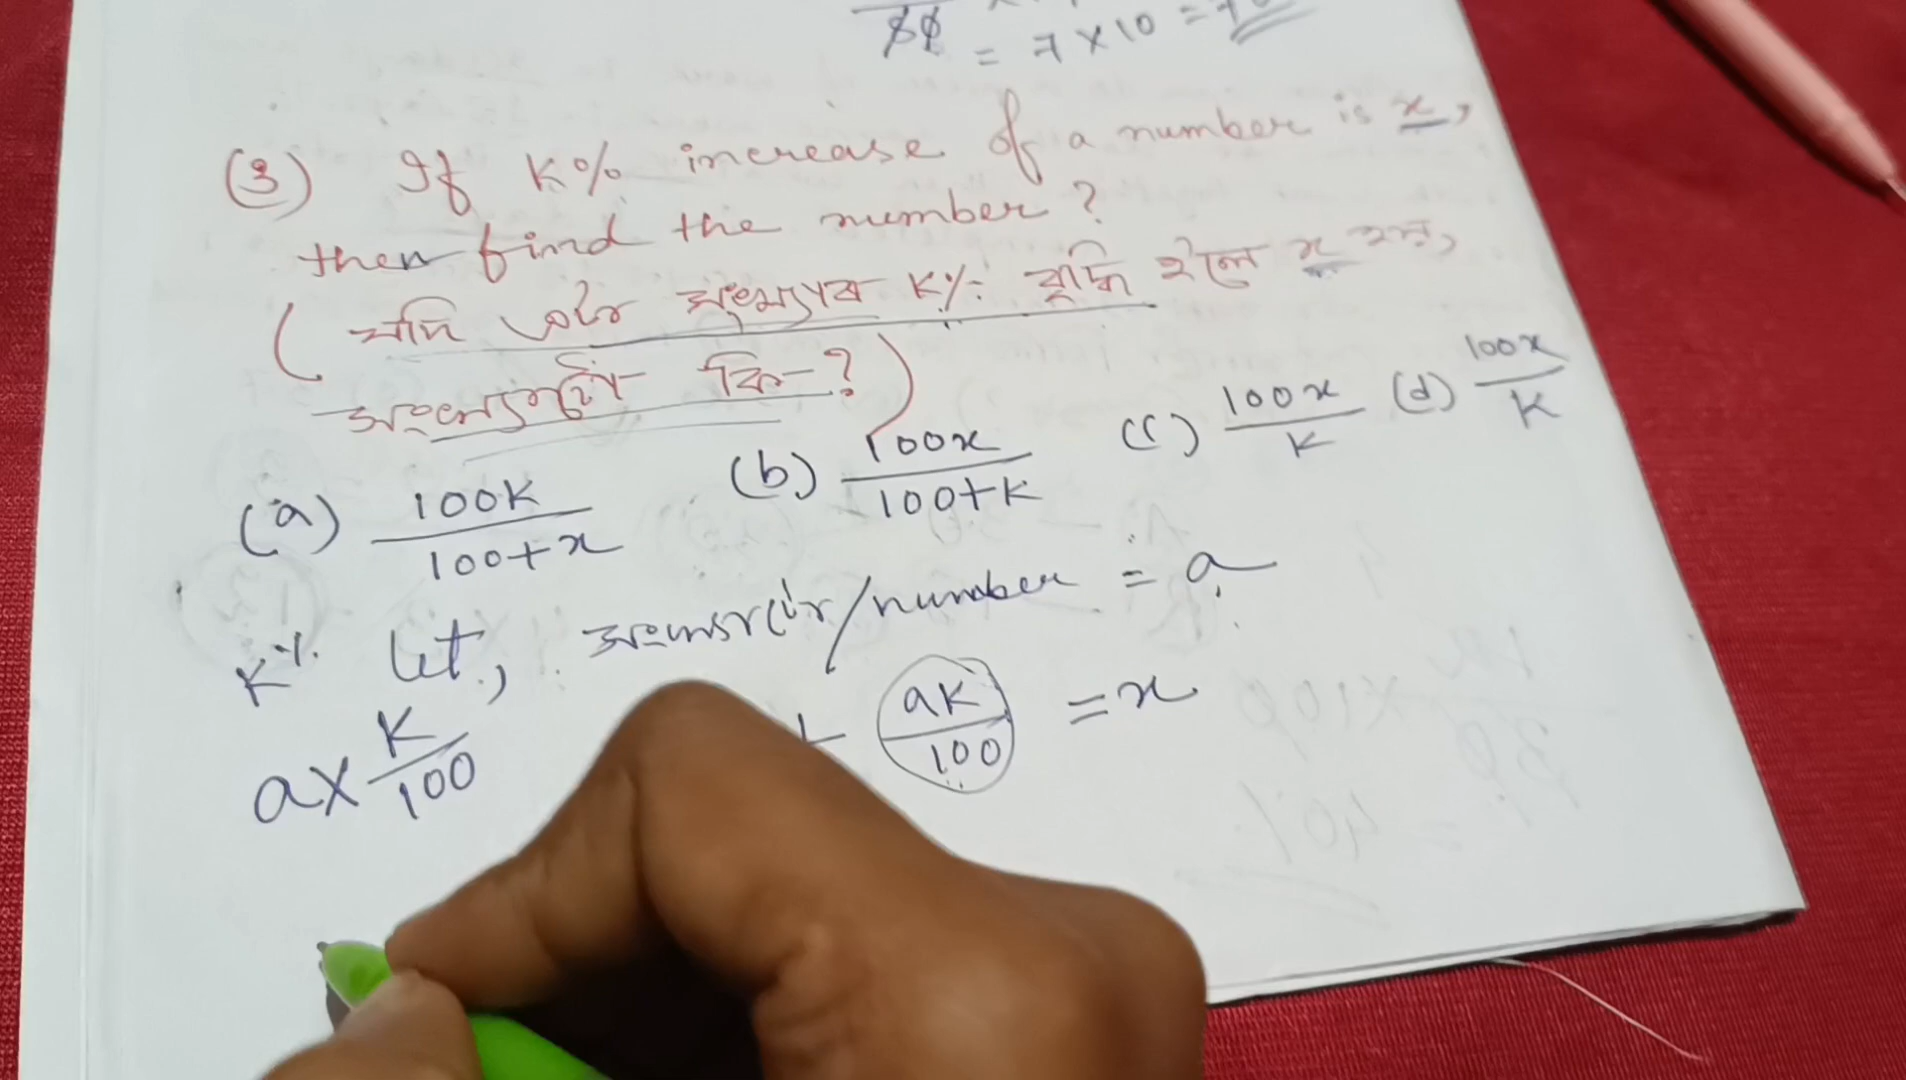 = 7 × 10 = 70
(3) If K% increase of a number is x,
then find the number?
(যদি কোন সংখ্যার K% বৃদ্ধি হলে x হয়,
সংখ্যাটি কি?)
(a) 100K/100+x (b) 100x/100+K (c) 100x/K (d) 100x/K
K% Let, সংখ্যাটি/number = a
a × K/100 + aK/100 = x